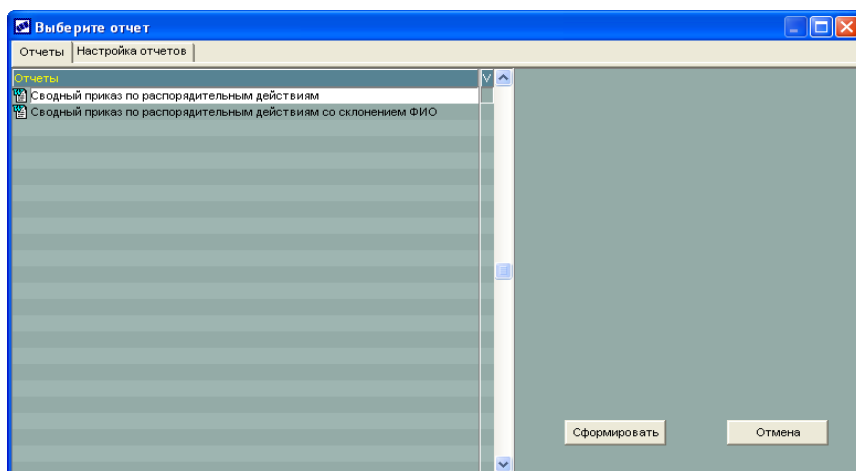 Выберите отчет
Отчеты Настройка отчетов
Отчеты V
Сводный приказ по распорядительным действиям
Сводный приказ по распорядительным действиям со склонением ФИО
Сформировать Отмена